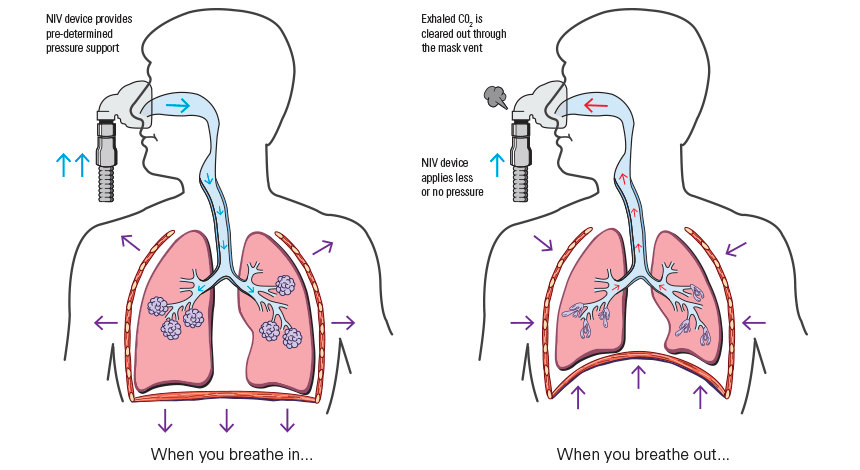 NIV device provides
pre-determined
pressure support
Exhaled CO₂ is
cleared out through
the mask vent
NIV device
applies less
or no pressure
When you breathe in...
When you breathe out...